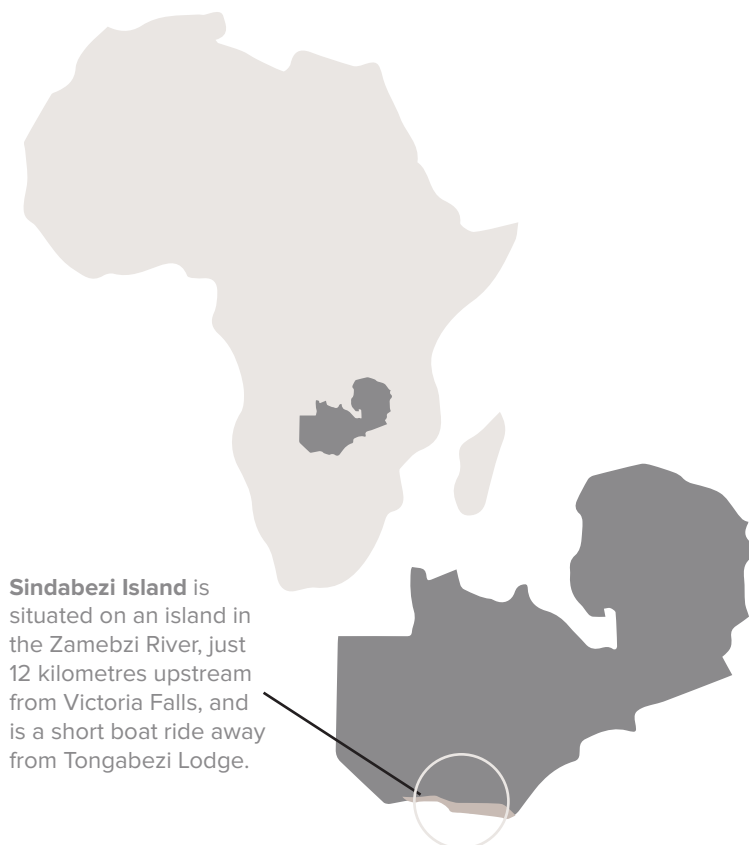 Sindabezi Island is
situated on an island in
the Zamebzi River, just
12 kilometres upstream
from Victoria Falls, and
is a short boat ride away
from Tongabezi Lodge.